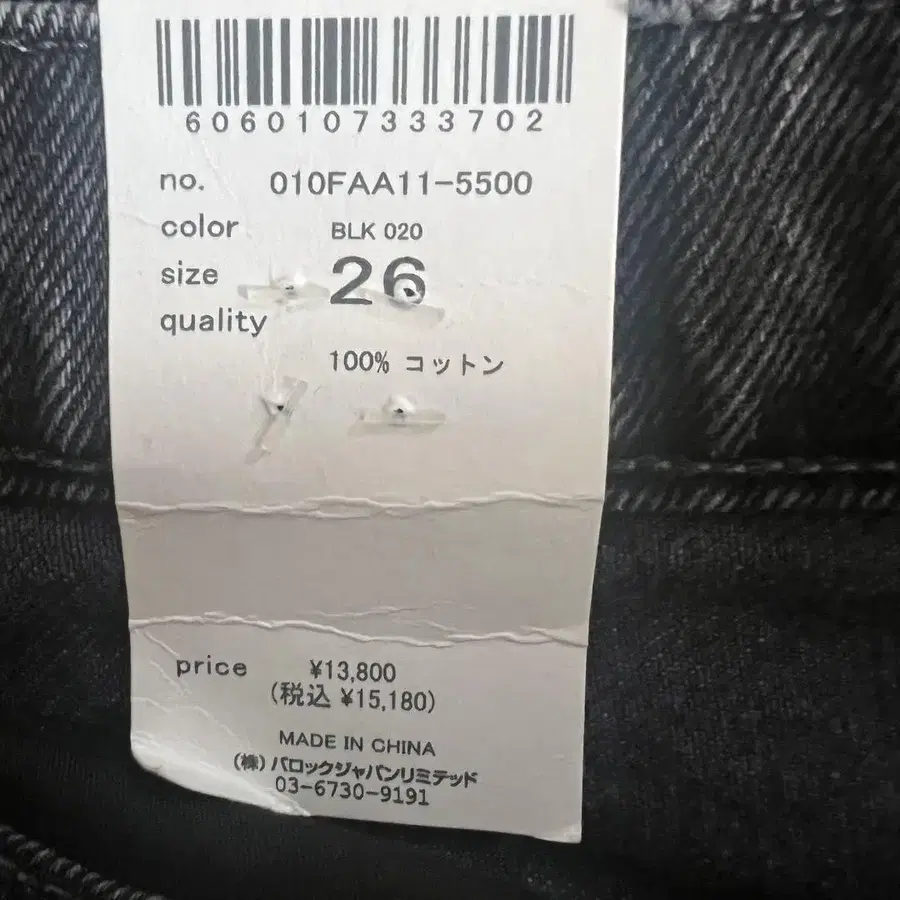 6060107333702
no. 010FAA11-5500
color BLK 020
size 26
quality
100% コットン
price ¥13,800
(税込 ¥15,180)
MADE IN CHINA
(株)バロックジャパンリミテッド
03-6730-9191